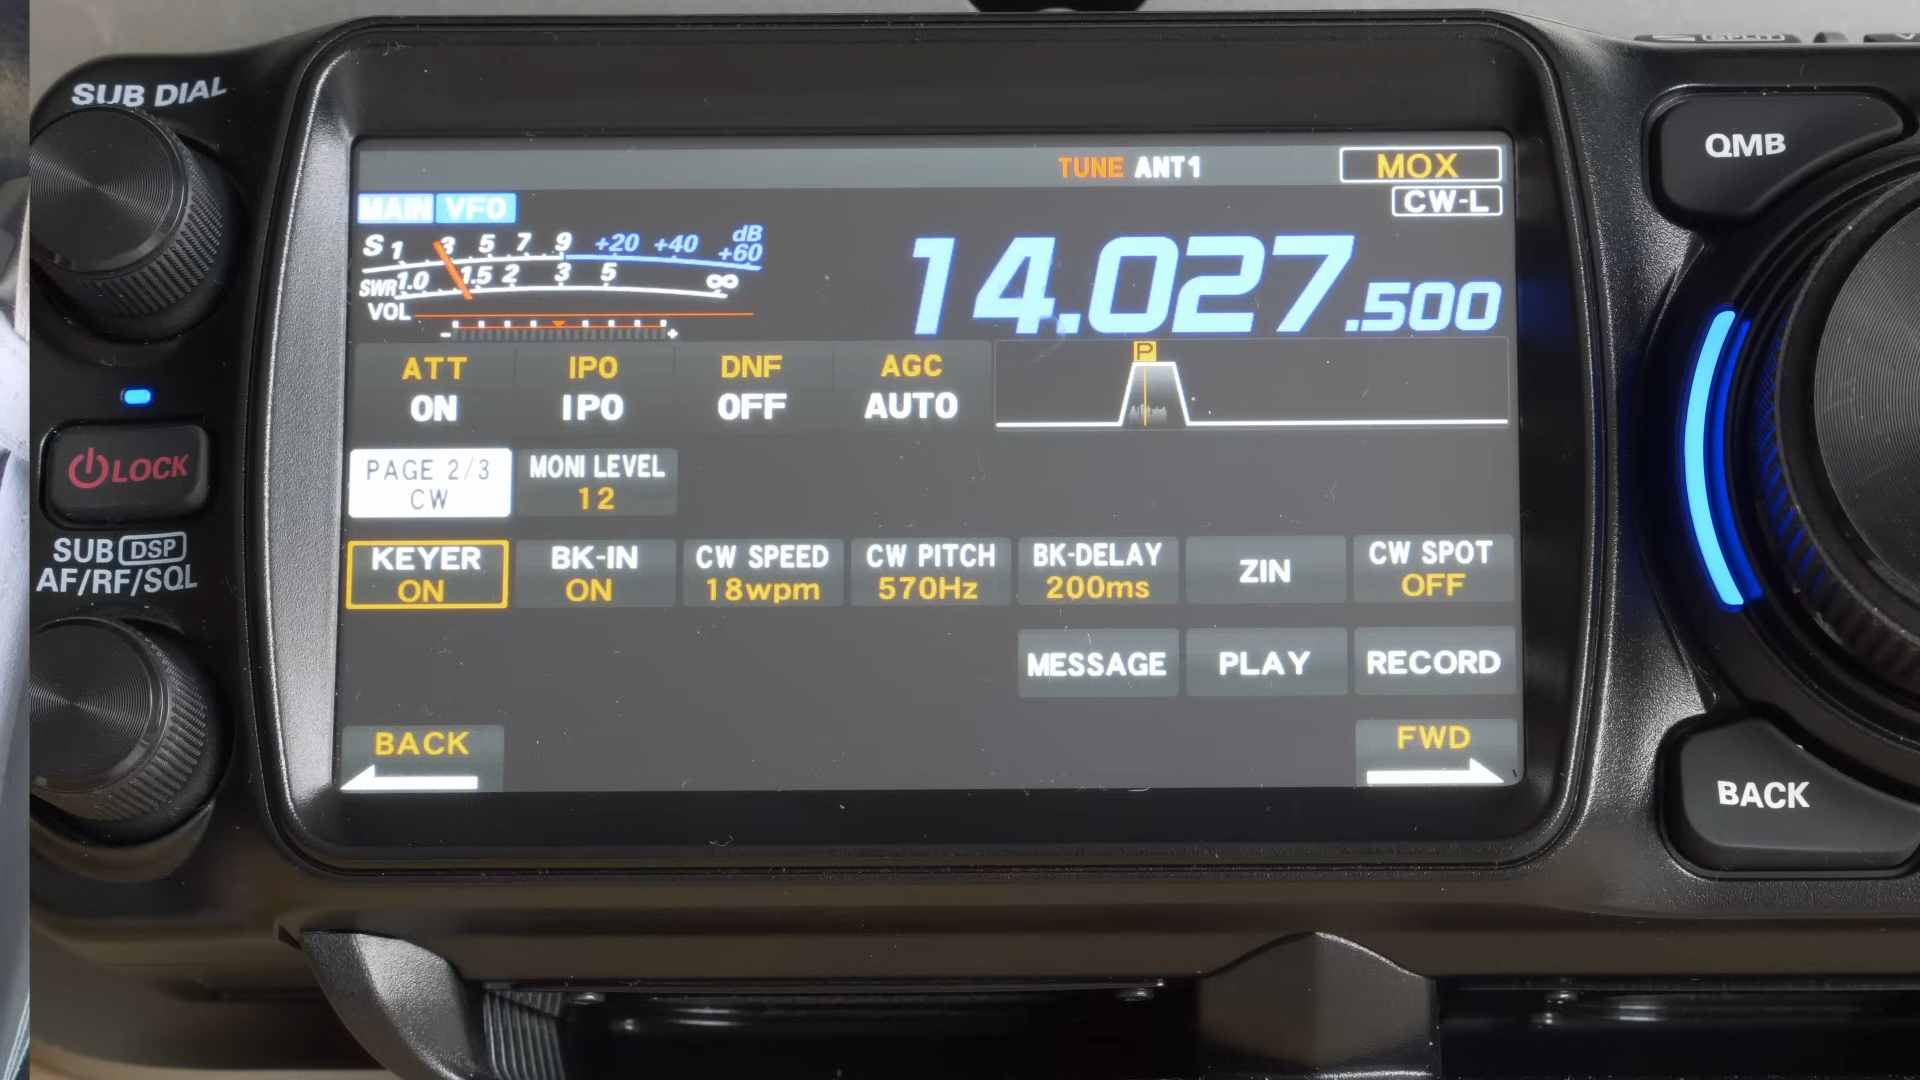 SUB DIAL
SPLIT
TUNE ANT1
MOX
QMB
MAIN VFO
CW-L
S 1 3 5 7 9 +20 +40 +60 dB
SWR 1.0 1.5 2 3 5 ∞
14.027.500
VOL
- +
ATT
ON
IPO
IPO
DNF
OFF
AGC
AUTO
P
LOCK
PAGE 2/3
CW
MONI LEVEL
12
SUB DSP
AF/RF/SQL
KEYER
ON
BK-IN
ON
CW SPEED
18wpm
CW PITCH
570Hz
BK-DELAY
200ms
ZIN
CW SPOT
OFF
MESSAGE
PLAY
RECORD
BACK
FWD
BACK